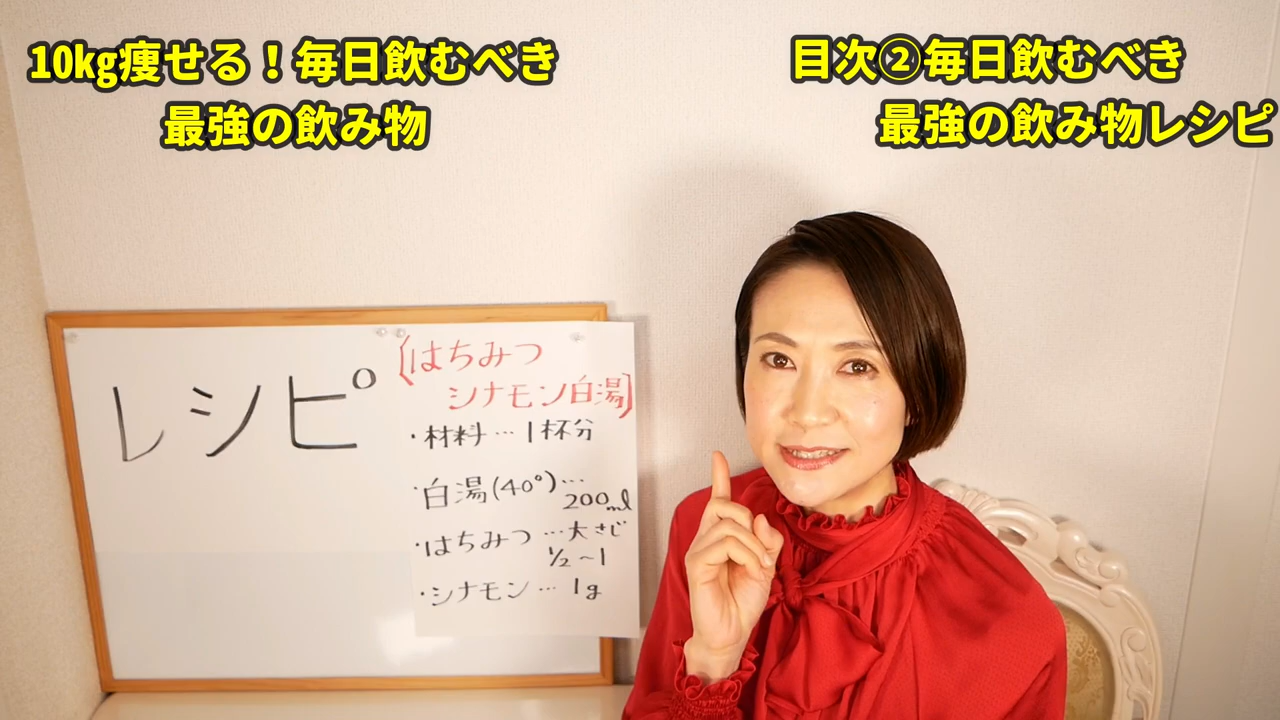 10kg痩せる！毎日飲むべき
最強の飲み物
目次②毎日飲むべき
最強の飲み物レシピ
レシピ
〔はちみつ
シナモン白湯〕
・材料…1杯分
・白湯(40°)…
200ml
・はちみつ…大さじ
1/2～1
・シナモン…1g